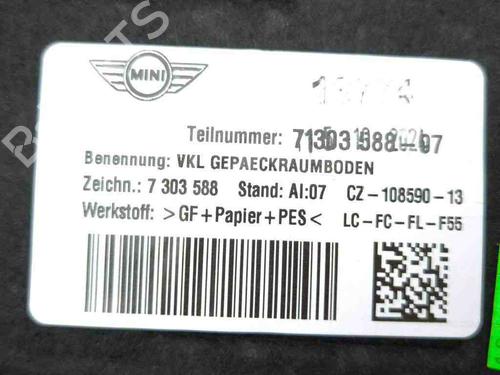 MINI
Teilnummer: 7303588-07
Benennung: VKL GEPAECKRAUMBODEN
Zeichn.: 7 303 588 Stand: AI:07 CZ-108590-13
Werkstoff: >GF+Papier+PES< LC-FC-FL-F55